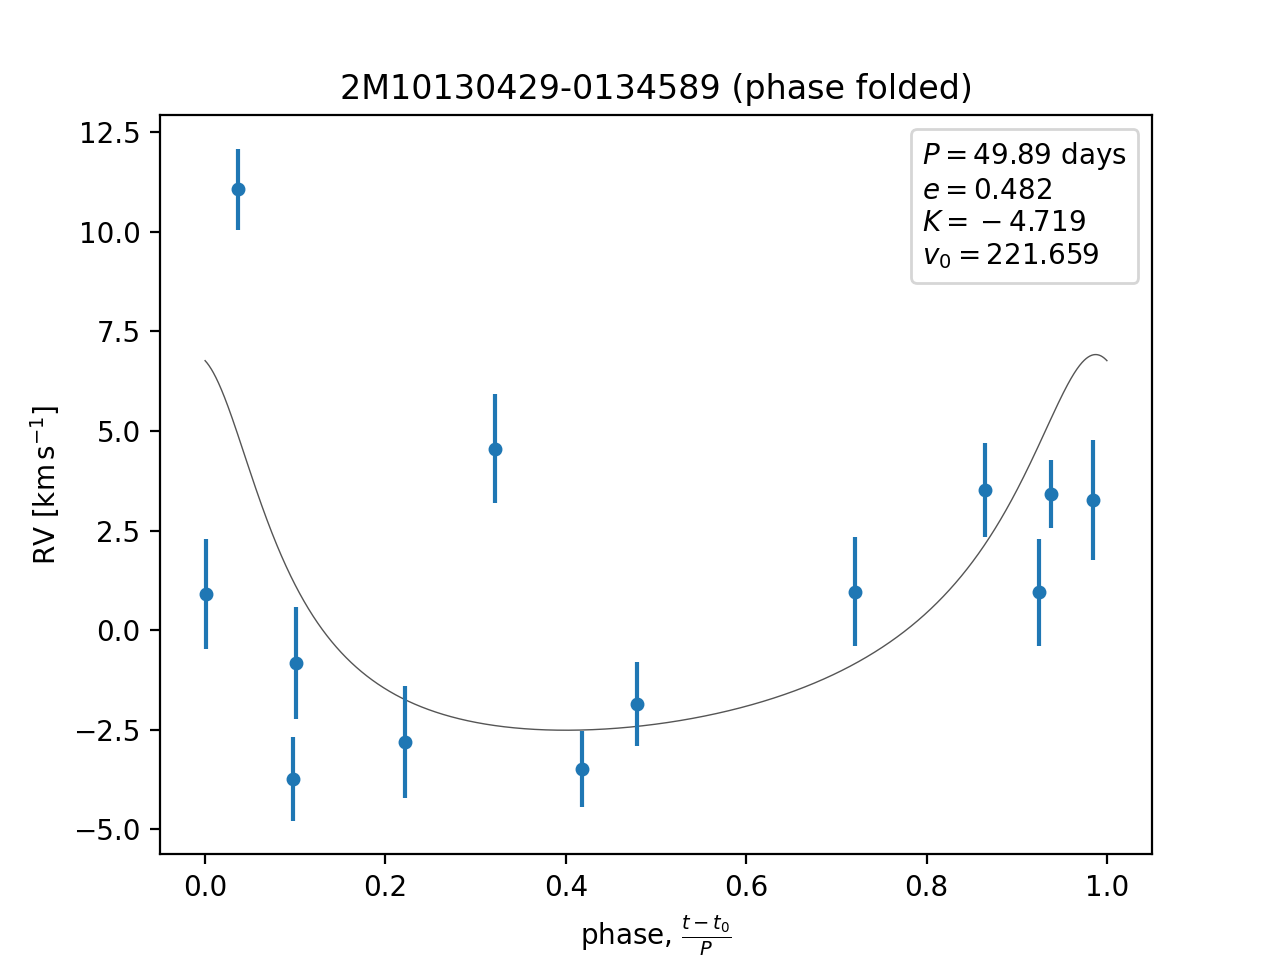 2M10130429-0134589 (phase folded)
P = 49.89 days
e = 0.482
K = −4.719
v₀ = 221.659
RV [km s⁻¹]
12.5
10.0
7.5
5.0
2.5
0.0
−2.5
−5.0
0.0 0.2 0.4 0.6 0.8 1.0
phase, (t − t₀)/P